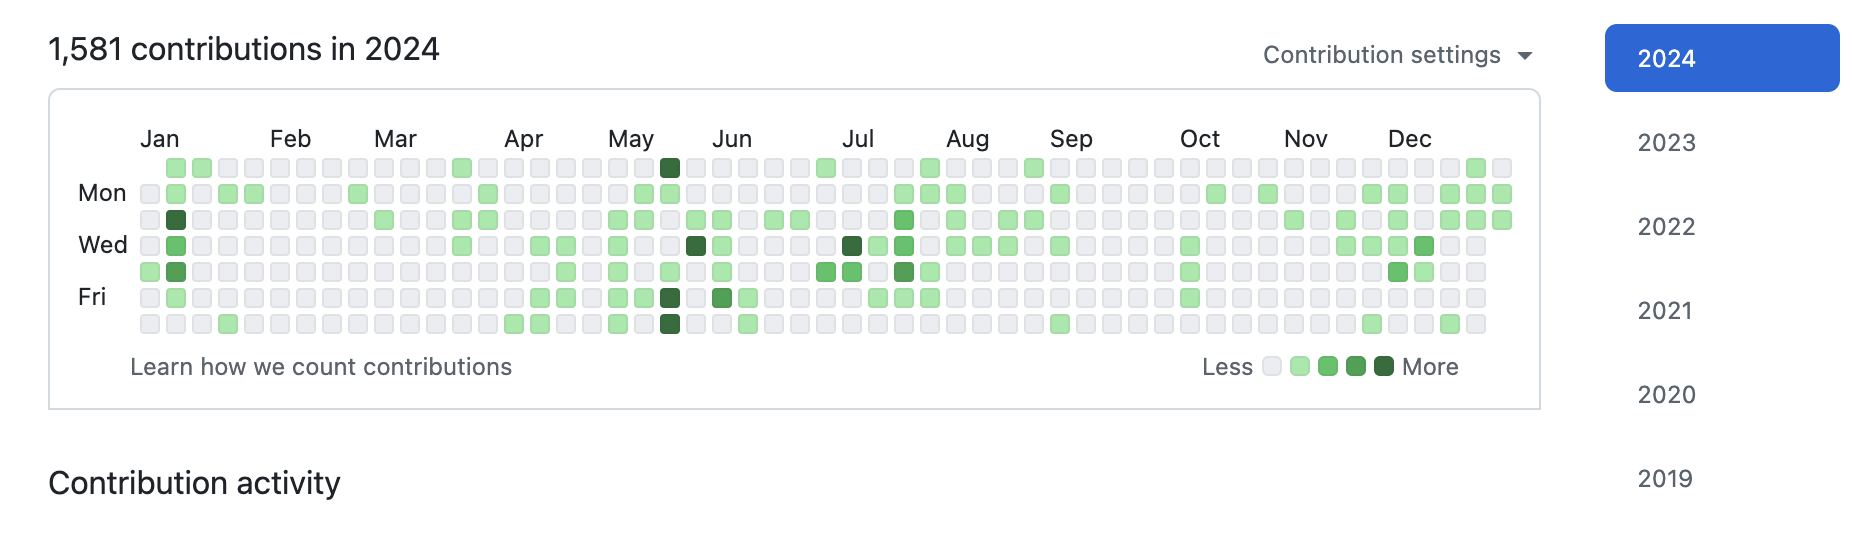 1,581 contributions in 2024
Contribution settings
2024
2023
2022
2021
2020
2019
Jan Feb Mar Apr May Jun Jul Aug Sep Oct Nov Dec
Mon
Wed
Fri
Learn how we count contributions
Less More
Contribution activity